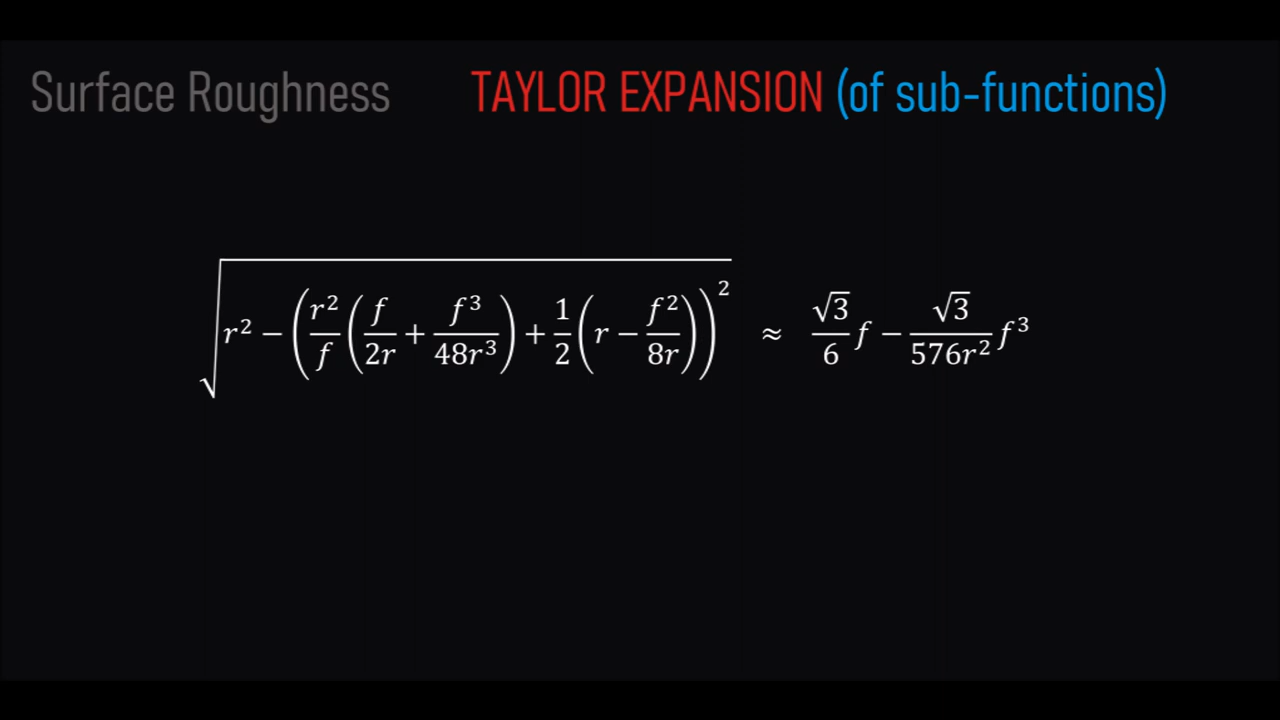 Surface Roughness TAYLOR EXPANSION (of sub-functions)
√(r² − (r²/f (f/2r + f³/48r³) + 1/2 (r − f²/8r))²) ≈ √3/6 f − √3/576r² f³